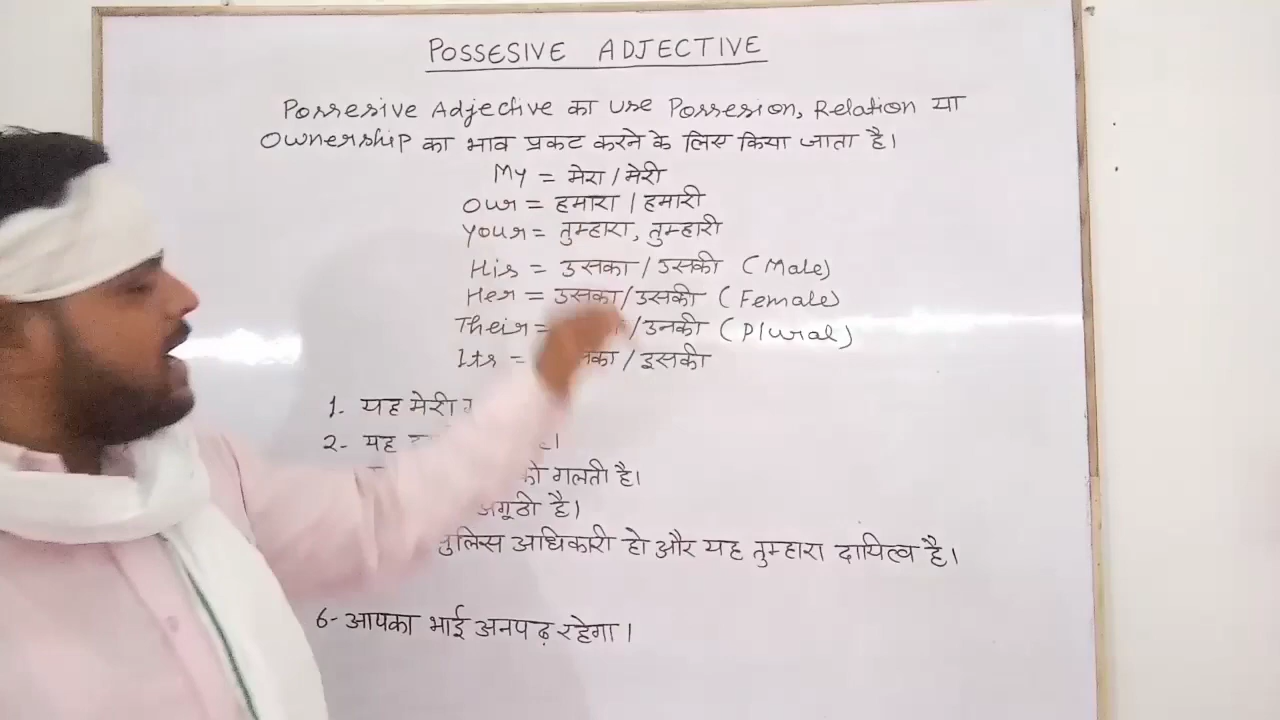 POSSESIVE ADJECTIVE
Possesive Adjective का use Possesion, Relation या
Ownership का भाव प्रकट करने के लिए किया जाता है।
My = मेरा / मेरी
Our = हमारा / हमारी
Your = तुम्हारा, तुम्हारी
His = उसका / उसकी (Male)
Her = उसका / उसकी (Female)
Their = / उनकी (Plural)
Its = / इसकी
1- यह मेरी
2- यह
गलती है।
है।
अधिकारी हो और यह तुम्हारा दायित्व है।
6- आपका भाई अनपढ़ रहेगा।